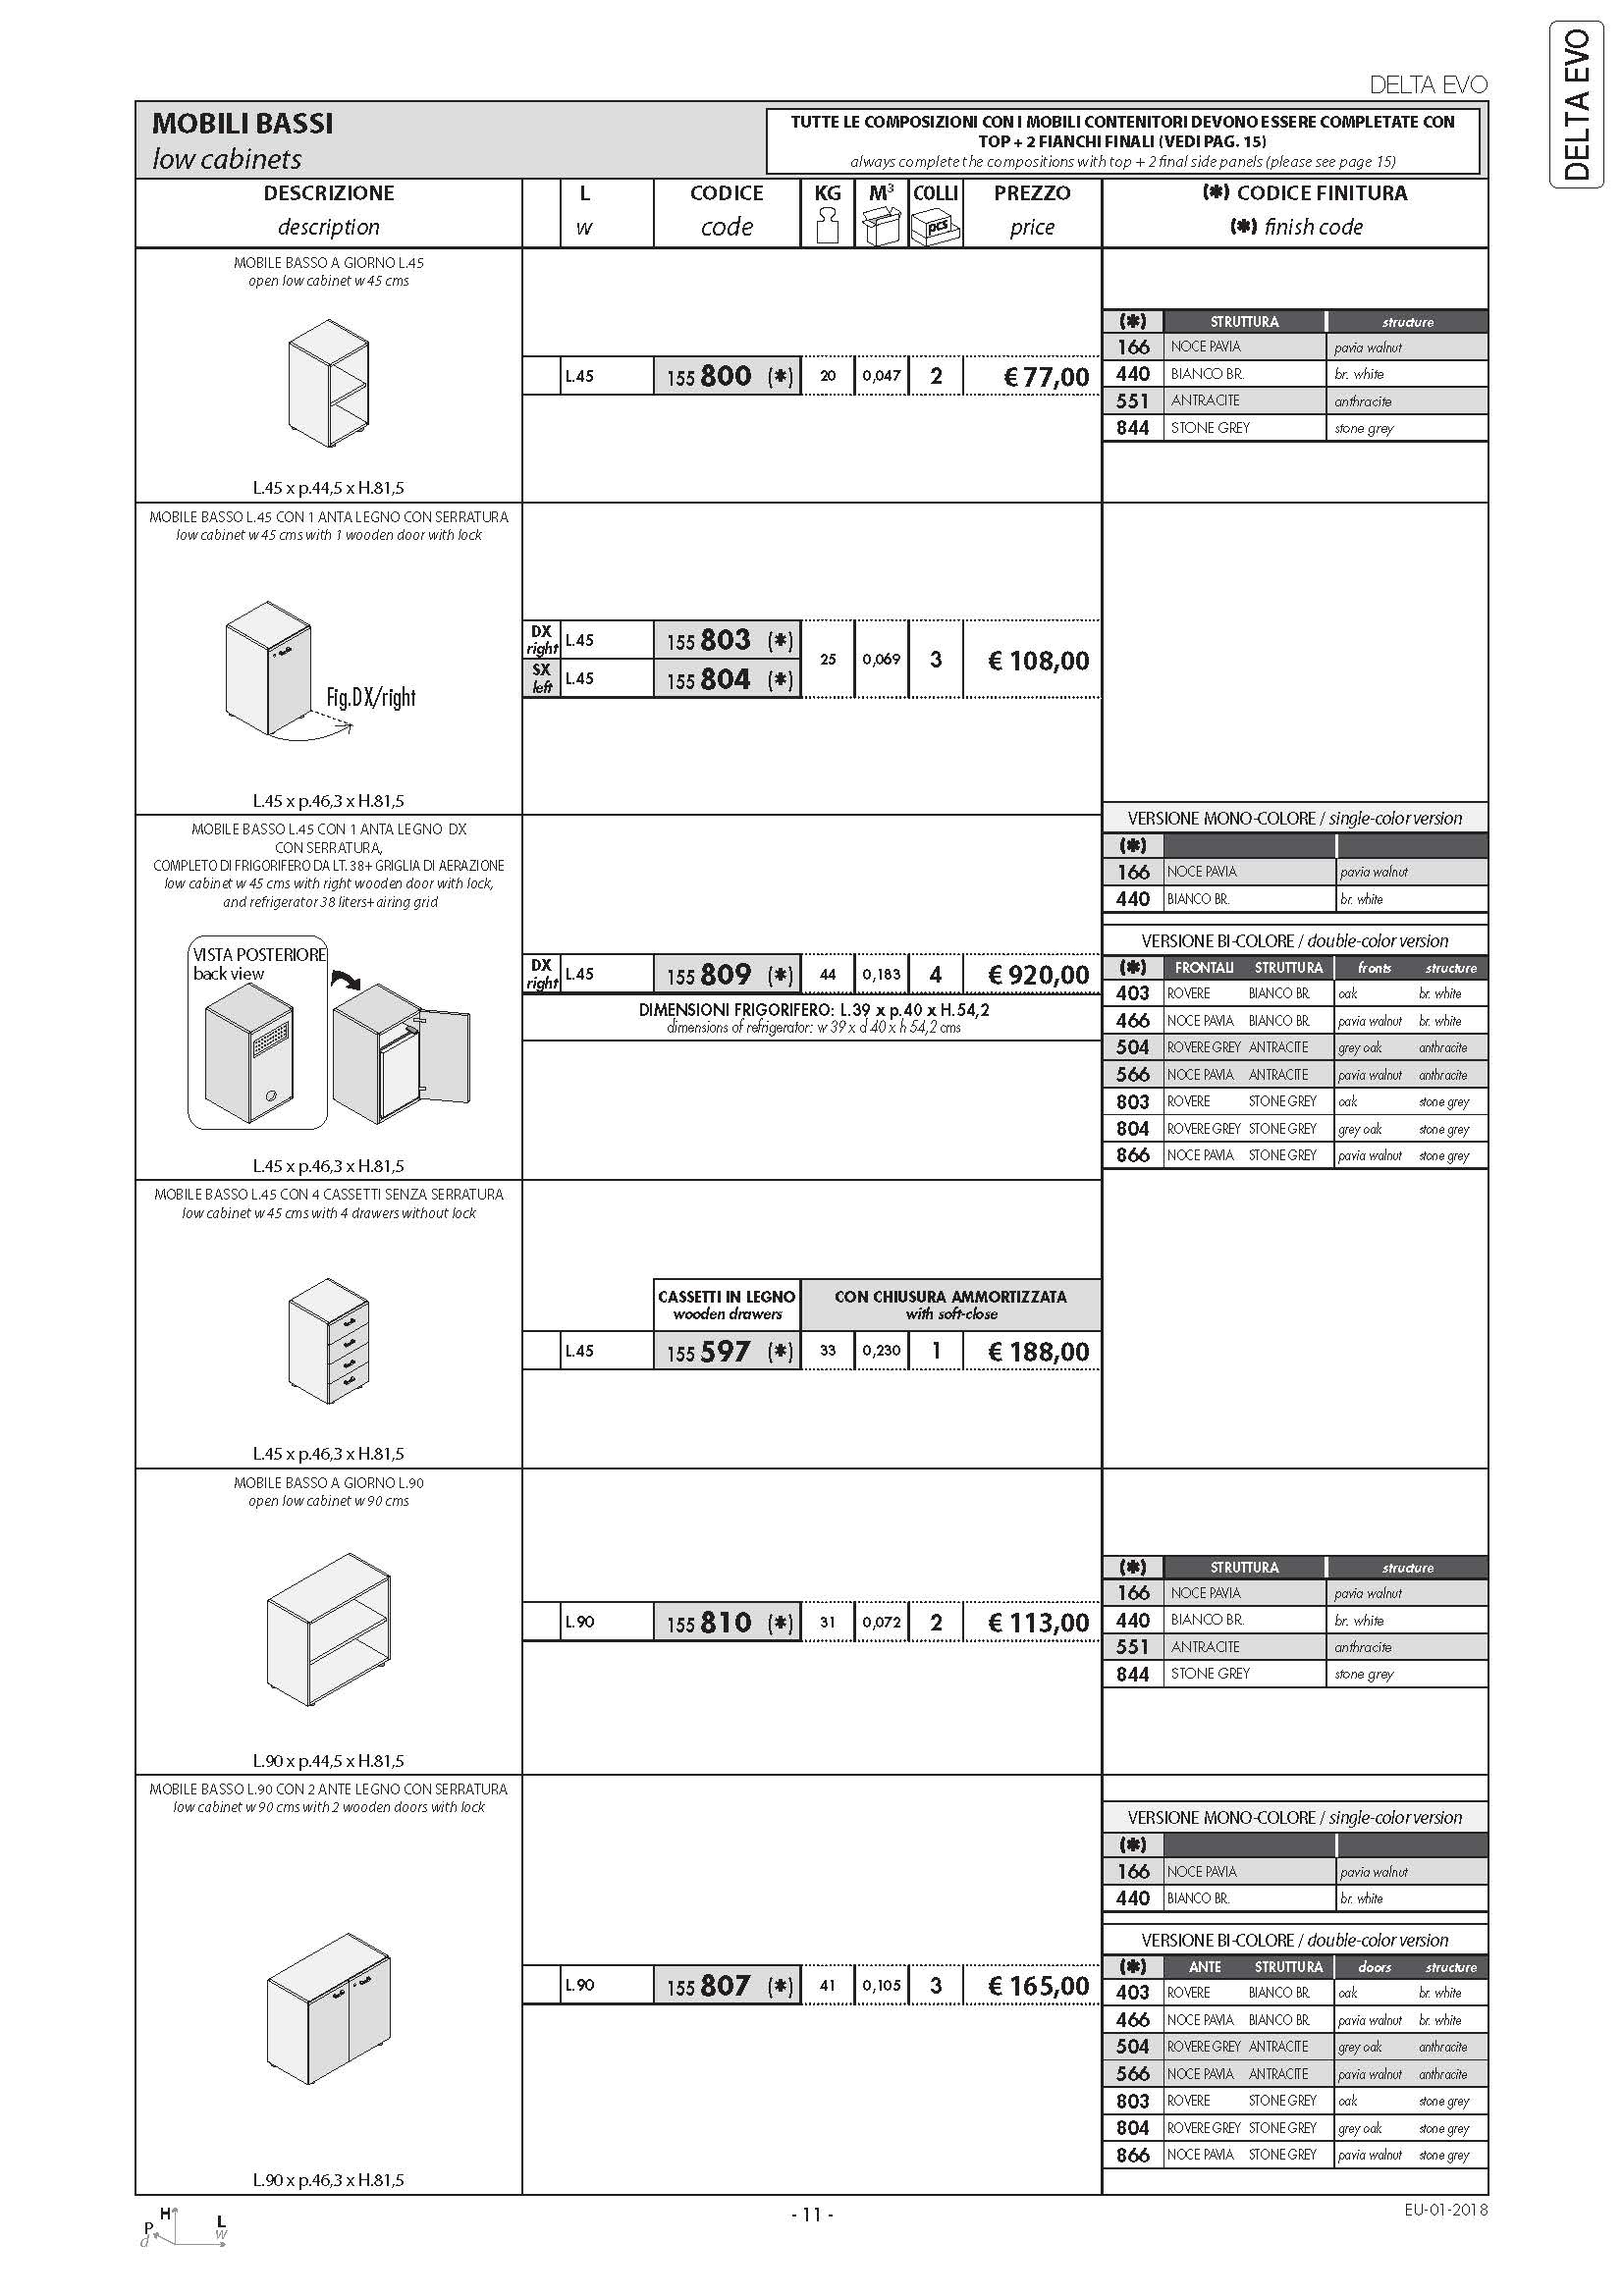 DELTA EVO
DELTA EVO
MOBILI BASSI
low cabinets
TUTTE LE COMPOSIZIONI CON I MOBILI CONTENITORI DEVONO ESSERE COMPLETATE CON
TOP + 2 FIANCHI FINALI (VEDI PAG. 15)
always complete the compositions with top + 2 final side panels (please see page 15)
DESCRIZIONE L CODICE KG M³ COLLI PREZZO (✱) CODICE FINITURA
description w code pcs price (✱) finish code
MOBILE BASSO A GIORNO L.45
open low cabinet w 45 cms
L.45 155 800 (✱) 20 0,047 2 € 77,00
L.45 x p.44,5 x H.81,5
(✱) STRUTTURA structure
166 NOCE PAVIA pavia walnut
440 BIANCO BR. br. white
551 ANTRACITE anthracite
844 STONE GREY stone grey
MOBILE BASSO L.45 CON 1 ANTA LEGNO CON SERRATURA
low cabinet w 45 cms with 1 wooden door with lock
Fig.DX/right
DX right L.45 155 803 (✱)
SX left L.45 155 804 (✱)
25 0,069 3 € 108,00
L.45 x p.46,3 x H.81,5
MOBILE BASSO L.45 CON 1 ANTA LEGNO DX
CON SERRATURA,
COMPLETO DI FRIGORIFERO DA LT. 38+ GRIGLIA DI AERAZIONE
low cabinet w 45 cms with right wooden door with lock,
and refrigerator 38 liters+ airing grid
VISTA POSTERIORE
back view
DX right L.45 155 809 (✱) 44 0,183 4 € 920,00
DIMENSIONI FRIGORIFERO: L.39 x p.40 x H.54,2
dimensions of refrigerator: w 39 x d 40 x h 54,2 cms
L.45 x p.46,3 x H.81,5
VERSIONE MONO-COLORE / single-color version
(✱)
166 NOCE PAVIA pavia walnut
440 BIANCO BR. br. white
VERSIONE BI-COLORE / double-color version
(✱) FRONTALI STRUTTURA fronts structure
403 ROVERE BIANCO BR. oak br. white
466 NOCE PAVIA BIANCO BR. pavia walnut br. white
504 ROVERE GREY ANTRACITE grey oak anthracite
566 NOCE PAVIA ANTRACITE pavia walnut anthracite
803 ROVERE STONE GREY oak stone grey
804 ROVERE GREY STONE GREY grey oak stone grey
866 NOCE PAVIA STONE GREY pavia walnut stone grey
MOBILE BASSO L.45 CON 4 CASSETTI SENZA SERRATURA
low cabinet w 45 cms with 4 drawers without lock
CASSETTI IN LEGNO CON CHIUSURA AMMORTIZZATA
wooden drawers with soft-close
L.45 155 597 (✱) 33 0,230 1 € 188,00
L.45 x p.46,3 x H.81,5
MOBILE BASSO A GIORNO L.90
open low cabinet w 90 cms
L.90 155 810 (✱) 31 0,072 2 € 113,00
L.90 x p.44,5 x H.81,5
(✱) STRUTTURA structure
166 NOCE PAVIA pavia walnut
440 BIANCO BR. br. white
551 ANTRACITE anthracite
844 STONE GREY stone grey
MOBILE BASSO L.90 CON 2 ANTE LEGNO CON SERRATURA
low cabinet w 90 cms with 2 wooden doors with lock
L.90 155 807 (✱) 41 0,105 3 € 165,00
L.90 x p.46,3 x H.81,5
VERSIONE MONO-COLORE / single-color version
(✱)
166 NOCE PAVIA pavia walnut
440 BIANCO BR. br. white
VERSIONE BI-COLORE / double-color version
(✱) ANTE STRUTTURA doors structure
403 ROVERE BIANCO BR. oak br. white
466 NOCE PAVIA BIANCO BR. pavia walnut br. white
504 ROVERE GREY ANTRACITE grey oak anthracite
566 NOCE PAVIA ANTRACITE pavia walnut anthracite
803 ROVERE STONE GREY oak stone grey
804 ROVERE GREY STONE GREY grey oak stone grey
866 NOCE PAVIA STONE GREY pavia walnut stone grey
H
P L
d w
- 11 -
EU-01-2018